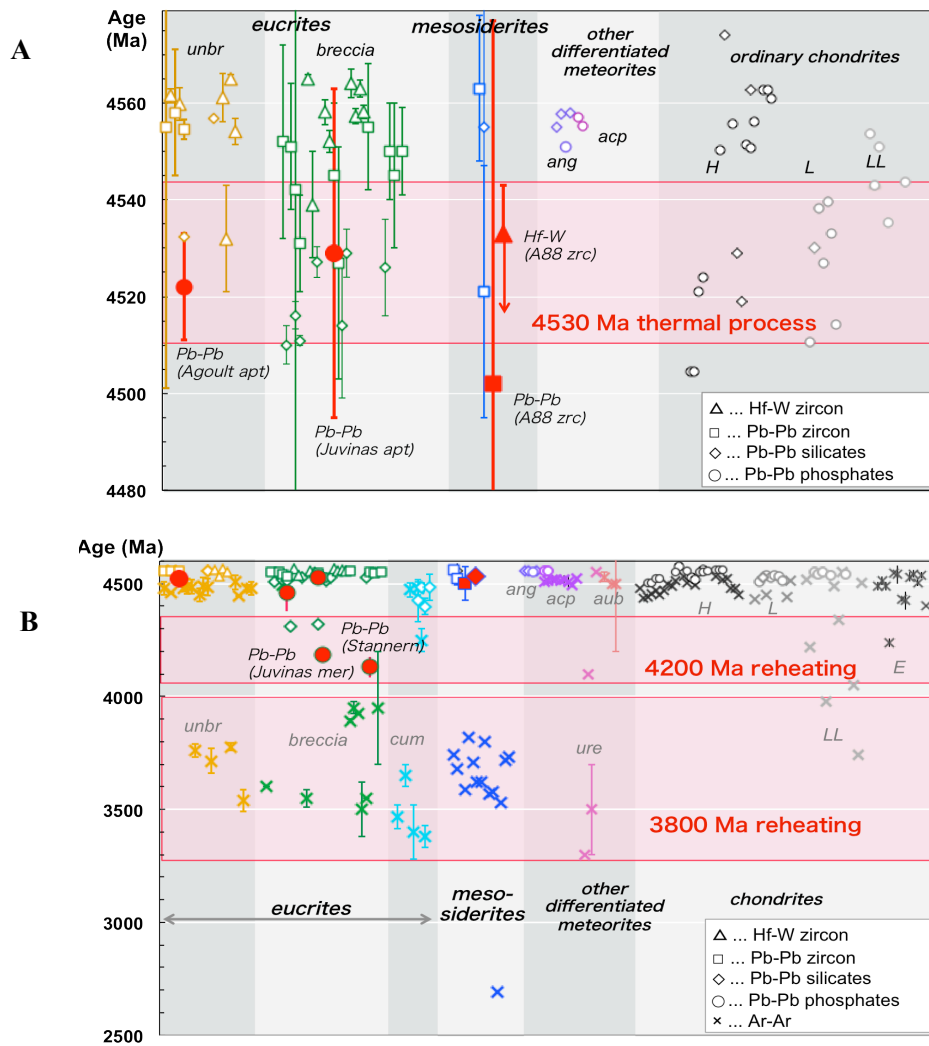 A
Age
(Ma)
eucrites
unbr
breccia
mesosiderites
other
differentiated
meteorites
ordinary chondrites
ang
acp
H
L
LL
4560
4540
4520
4500
4480
Hf-W
(A88 zrc)
4530 Ma thermal process
Pb-Pb
(Agoult apt)
Pb-Pb
(Juvinas apt)
Pb-Pb
(A88 zrc)
△ ... Hf-W zircon
□ ... Pb-Pb zircon
◇ ... Pb-Pb silicates
○ ... Pb-Pb phosphates
B
Age (Ma)
4500
4000
3500
3000
2500
ang
acp
aub
H
L
E
Pb-Pb
(Stannern)
Pb-Pb
(Juvinas mer)
4200 Ma reheating
unbr
breccia
cum
ure
LL
3800 Ma reheating
eucrites
meso-
siderites
other
differentiated
meteorites
chondrites
△ ... Hf-W zircon
□ ... Pb-Pb zircon
◇ ... Pb-Pb silicates
○ ... Pb-Pb phosphates
× ... Ar-Ar